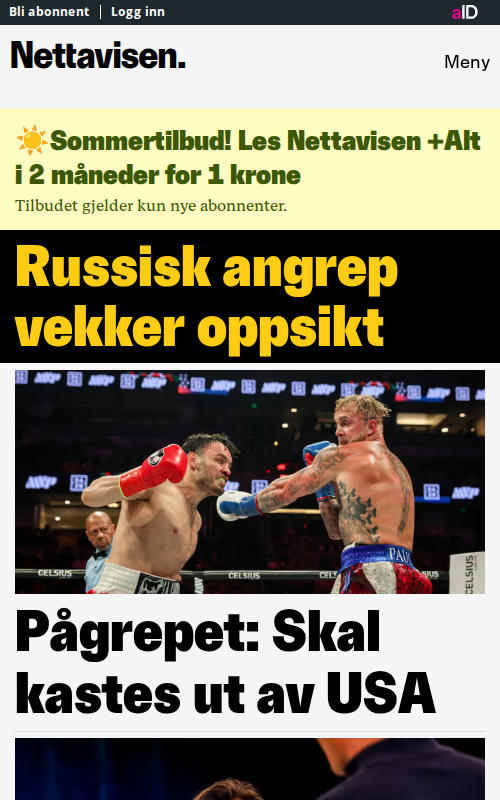 Bli abonnent | Logg inn
aID
Nettavisen.
Meny
☀️Sommertilbud! Les Nettavisen +Alt
i 2 måneder for 1 krone
Tilbudet gjelder kun nye abonnenter.
Russisk angrep
vekker oppsikt
PAUL
CELSIUS
CELSIUS
CELSIUS
Pågrepet: Skal
kastes ut av USA